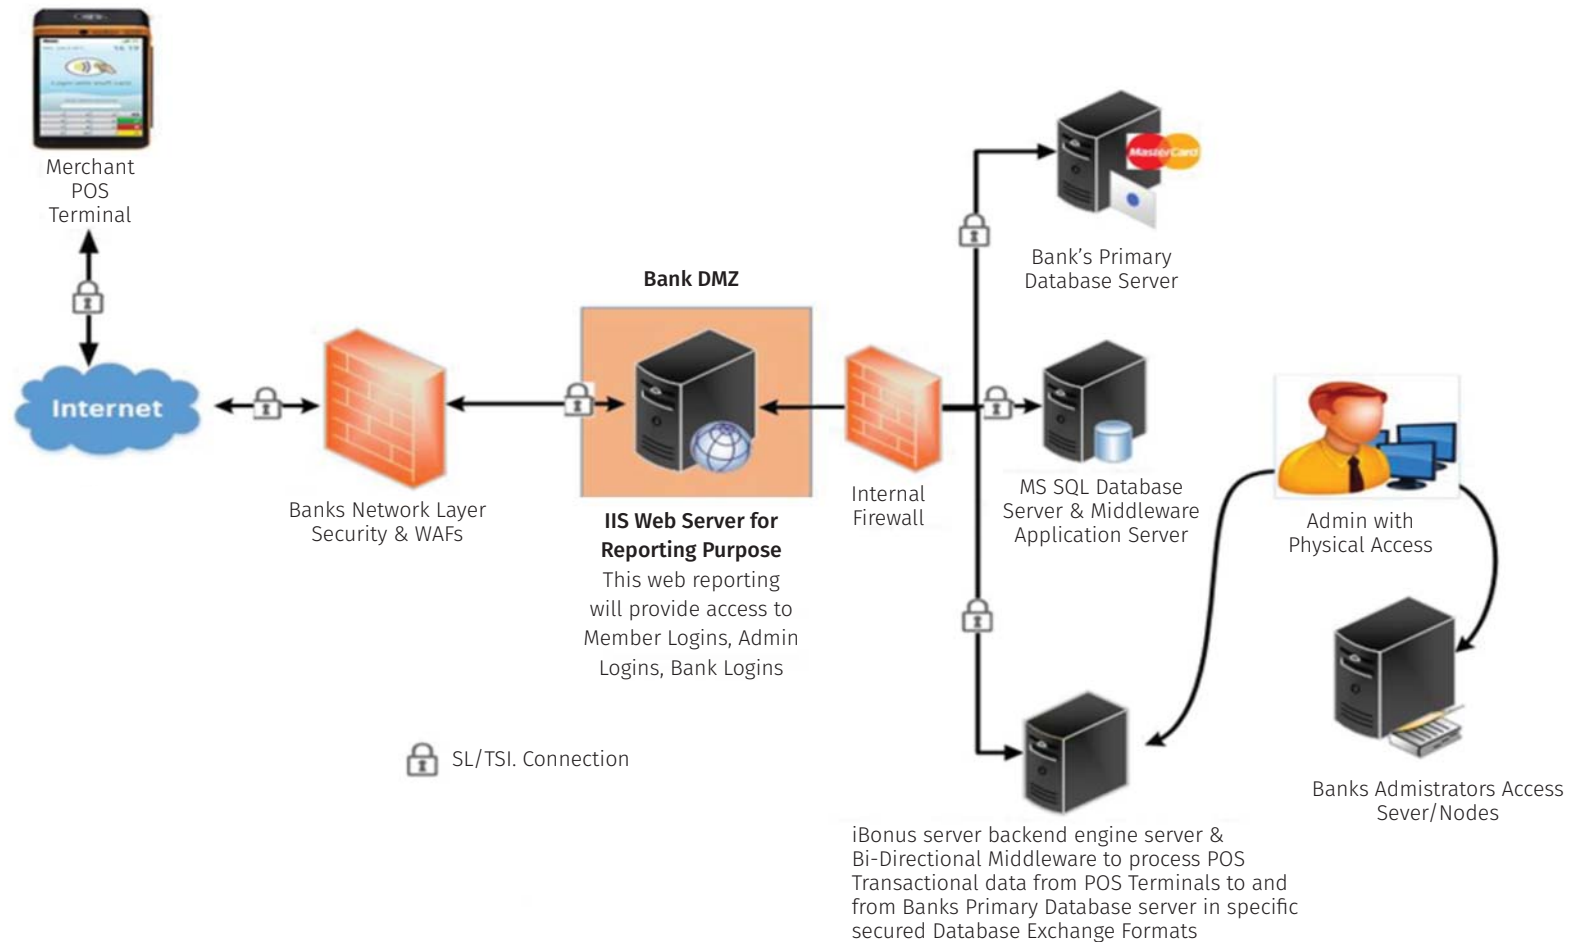 Login with staff card
Merchant
POS
Terminal
Internet
Banks Network Layer
Security & WAFs
Bank DMZ
IIS Web Server for
Reporting Purpose
This web reporting
will provide access to
Member Logins, Admin
Logins, Bank Logins
Internal
Firewall
MasterCard
Bank’s Primary
Database Server
MS SQL Database
Server & Middleware
Application Server
Admin with
Physical Access
Banks Admistrators Access
Sever/Nodes
SL/TSI. Connection
iBonus server backend engine server &
Bi-Directional Middleware to process POS
Transactional data from POS Terminals to and
from Banks Primary Database server in specific
secured Database Exchange Formats